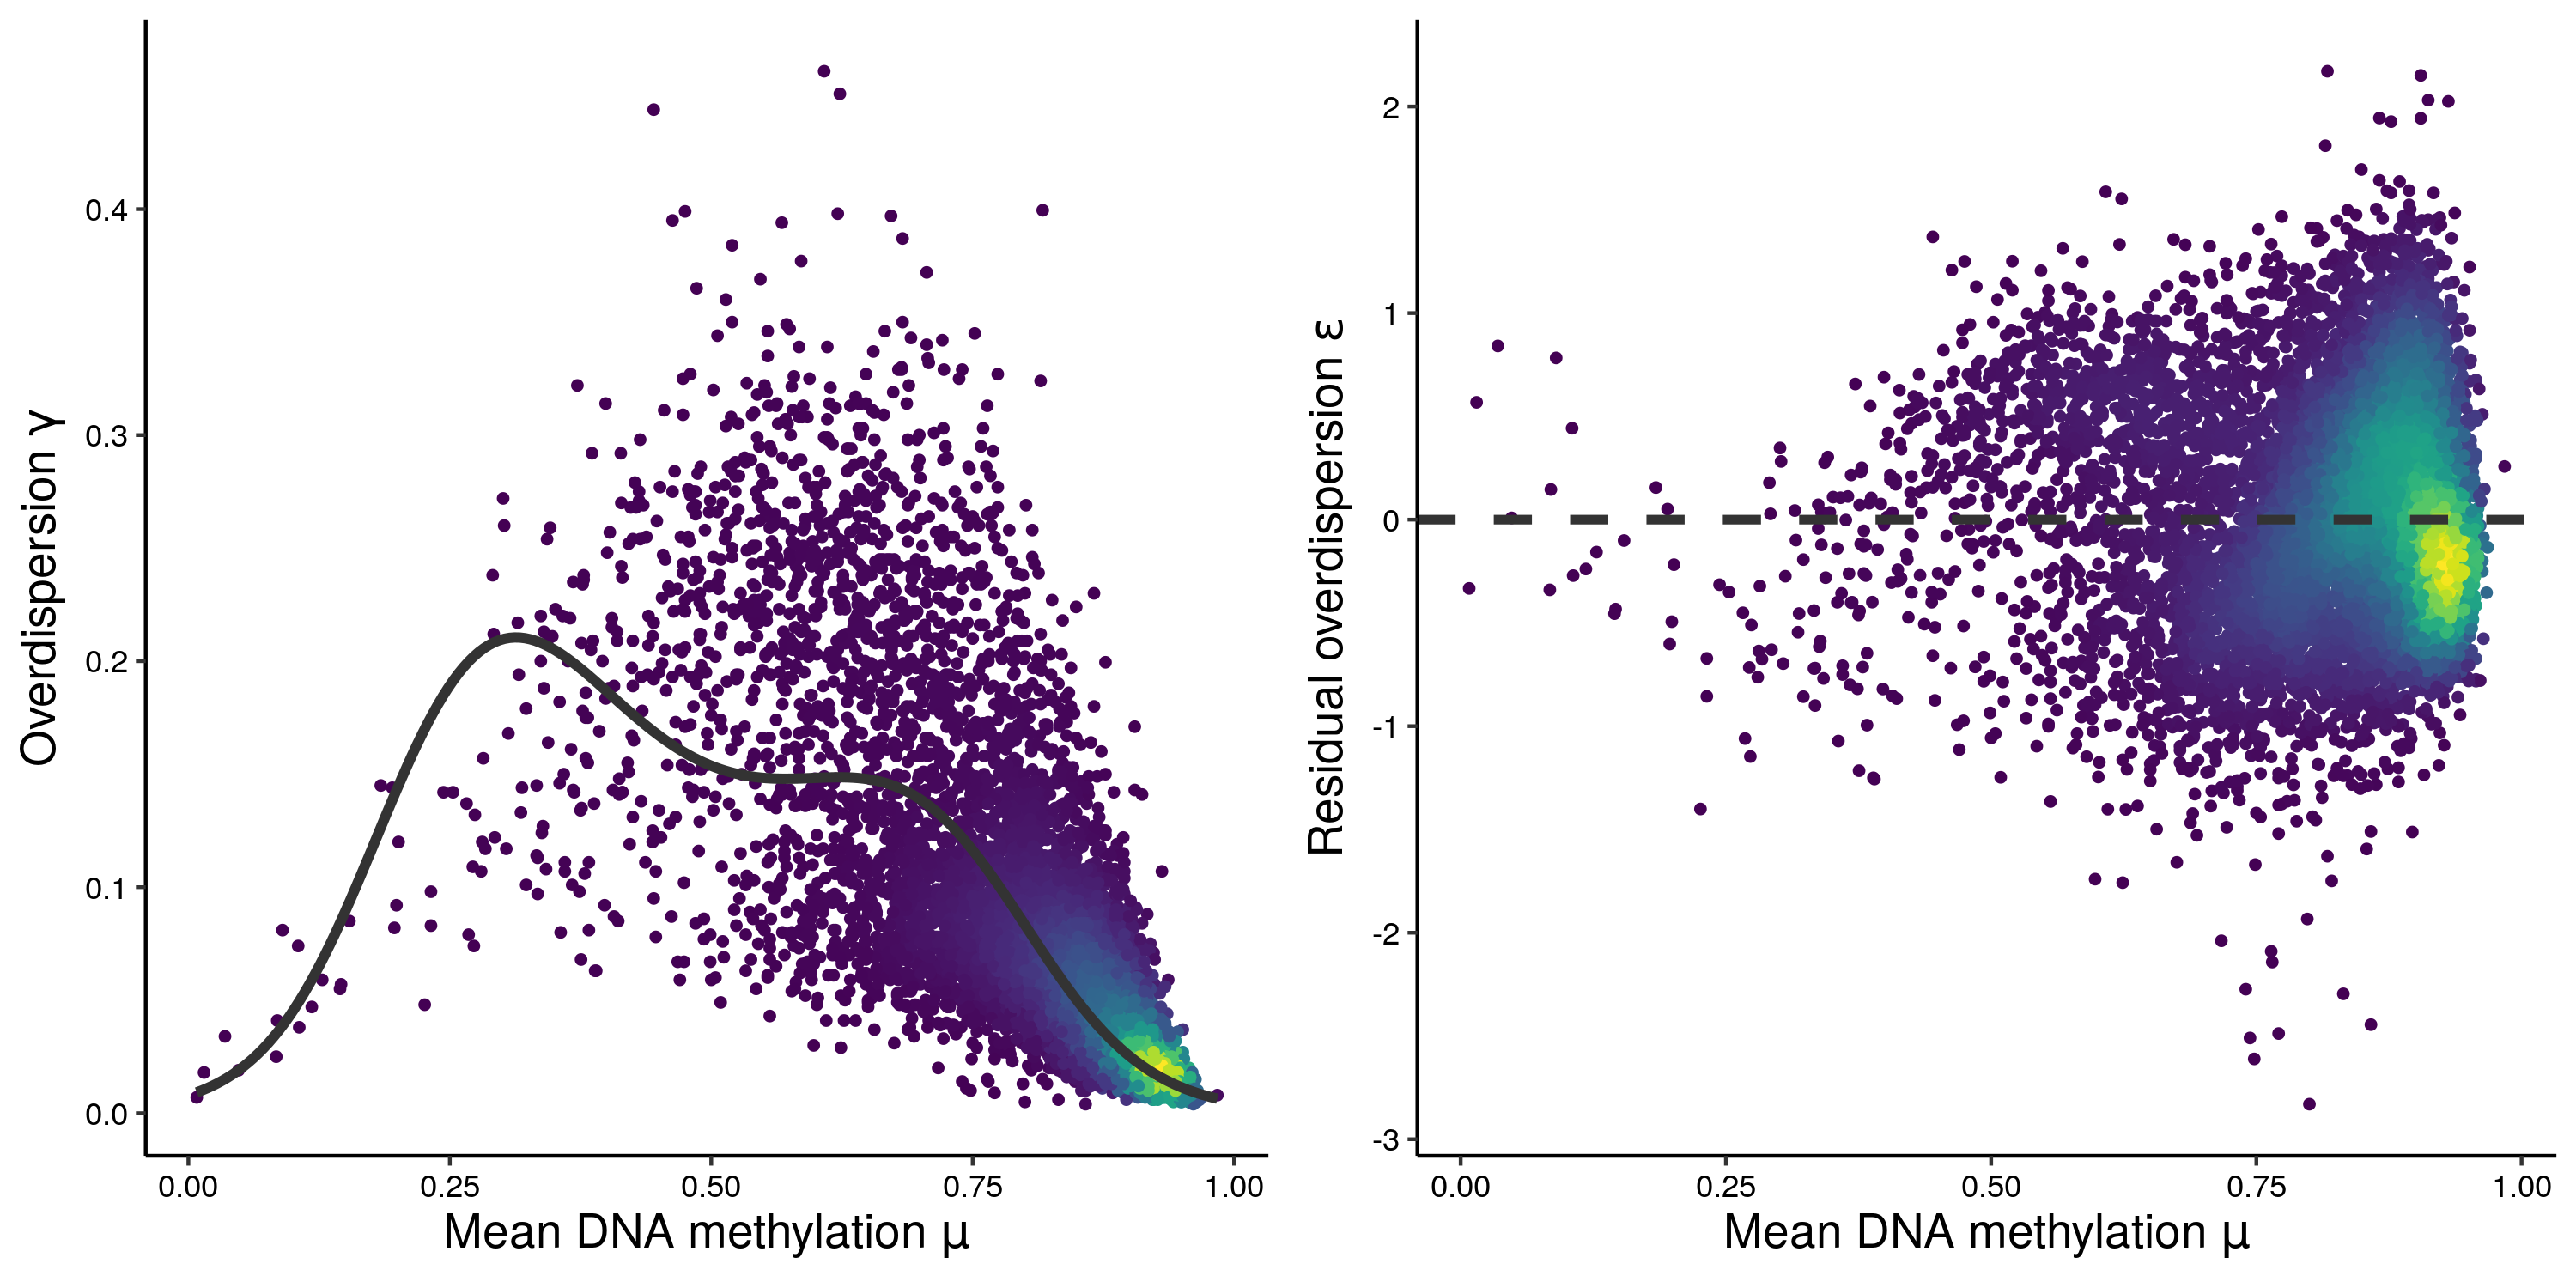 0.4
0.3
0.2
0.1
0.0
Overdispersion γ
0.00 0.25 0.50 0.75 1.00
Mean DNA methylation μ
2
1
0
-1
-2
-3
Residual overdispersion ε
0.00 0.25 0.50 0.75 1.00
Mean DNA methylation μ